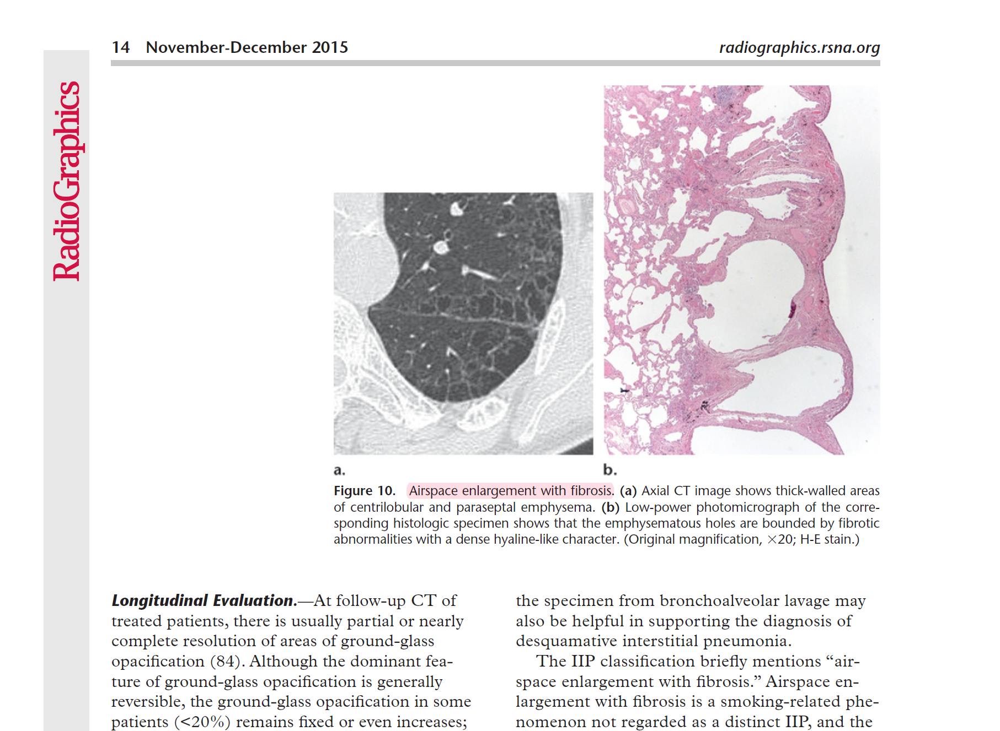 14 November-December 2015
radiographics.rsna.org
RadioGraphics
a.
b.
Figure 10. Airspace enlargement with fibrosis. (a) Axial CT image shows thick-walled areas
of centrilobular and paraseptal emphysema. (b) Low-power photomicrograph of the corre-
sponding histologic specimen shows that the emphysematous holes are bounded by fibrotic
abnormalities with a dense hyaline-like character. (Original magnification, ×20; H-E stain.)
Longitudinal Evaluation.—At follow-up CT of
treated patients, there is usually partial or nearly
complete resolution of areas of ground-glass
opacification (84). Although the dominant fea-
ture of ground-glass opacification is generally
reversible, the ground-glass opacification in some
patients (<20%) remains fixed or even increases;
the specimen from bronchoalveolar lavage may
also be helpful in supporting the diagnosis of
desquamative interstitial pneumonia.
The IIP classification briefly mentions “air-
space enlargement with fibrosis.” Airspace en-
largement with fibrosis is a smoking-related phe-
nomenon not regarded as a distinct IIP, and the